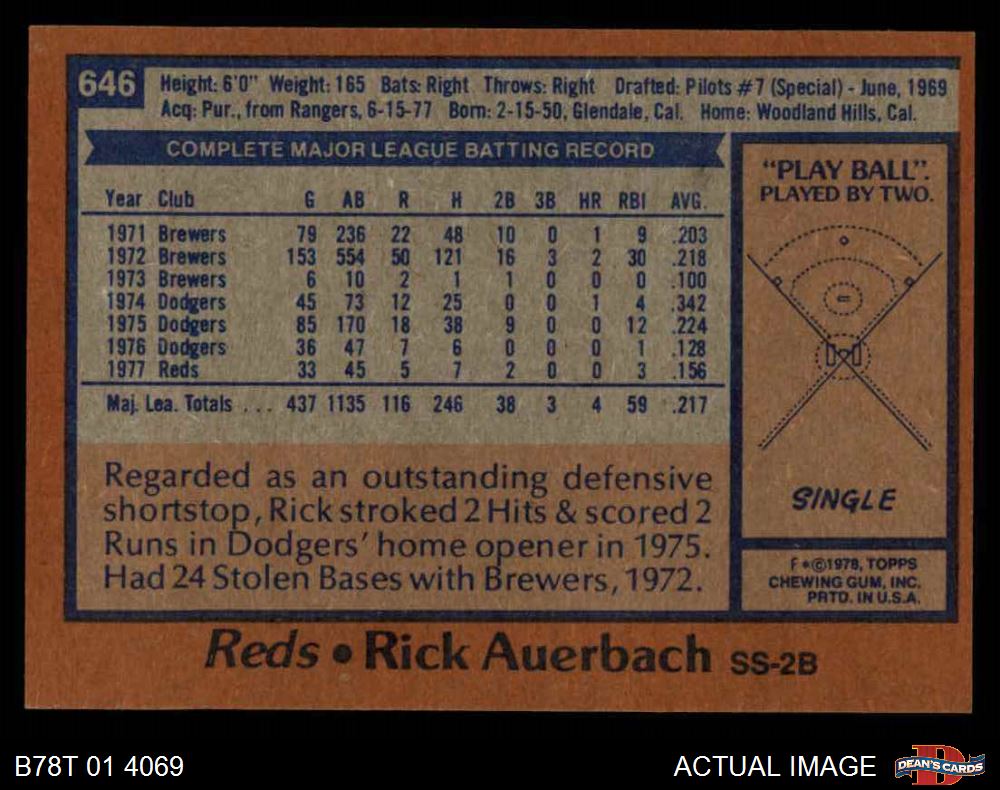 646 Height: 6'0" Weight: 165 Bats: Right Throws: Right Drafted: Pilots #7 (Special) - June, 1969
Acq: Pur., from Rangers, 6-15-77 Born: 2-15-50, Glendale, Cal. Home: Woodland Hills, Cal.
COMPLETE MAJOR LEAGUE BATTING RECORD
Year Club G AB R H 2B 3B HR RBI AVG.
1971 Brewers 79 236 22 48 10 0 1 9 .203
1972 Brewers 153 554 50 121 16 3 2 30 .218
1973 Brewers 6 10 2 1 1 0 0 0 .100
1974 Dodgers 45 73 12 25 0 0 1 4 .342
1975 Dodgers 85 170 18 38 9 0 0 12 .224
1976 Dodgers 36 47 7 6 0 0 0 1 .128
1977 Reds 33 45 5 7 2 0 0 3 .156
Maj. Lea. Totals ... 437 1135 116 246 38 3 4 59 .217
Regarded as an outstanding defensive
shortstop, Rick stroked 2 Hits & scored 2
Runs in Dodgers' home opener in 1975.
Had 24 Stolen Bases with Brewers, 1972.
"PLAY BALL".
PLAYED BY TWO.
SINGLE
F*©1978, TOPPS
CHEWING GUM, INC.
PRTD. IN U.S.A.
Reds • Rick Auerbach SS-2B
B78T 01 4069
ACTUAL IMAGE
DEAN'S CARDS